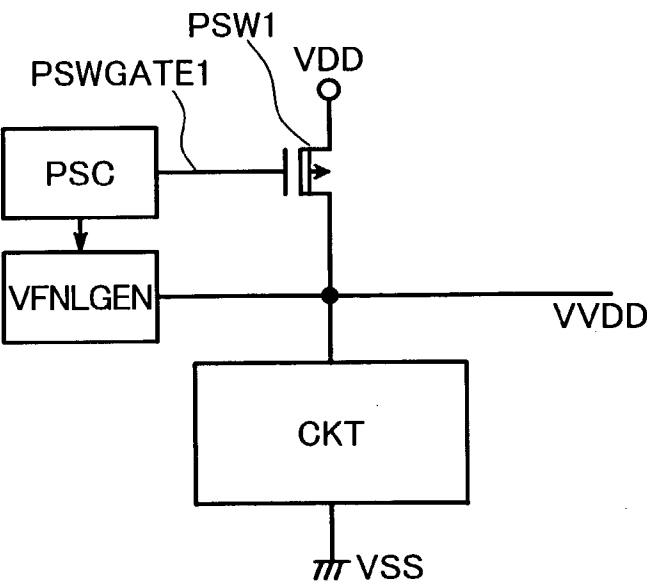 PSW1
VDD
PSWGATE1
PSC
VFNLGEN
VVDD
CKT
VSS